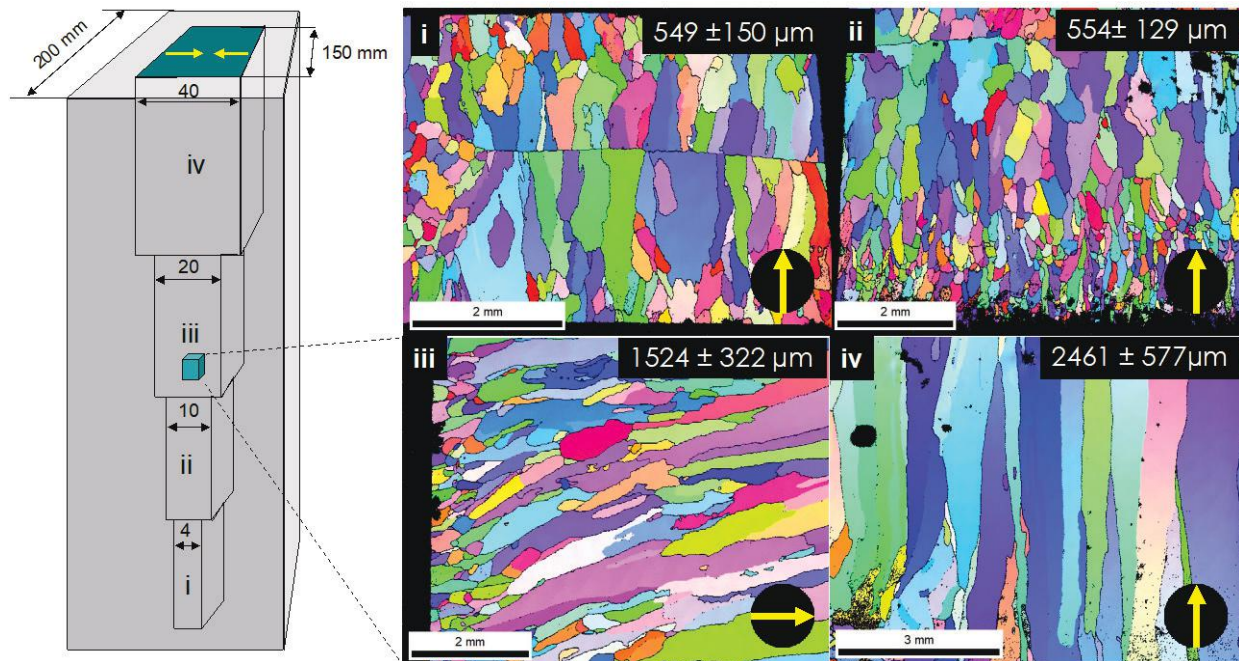 200 mm
150 mm
40
iv
20
iii
10
ii
4
i
i
549 ±150 µm
2 mm
ii
554± 129 µm
2 mm
iii
1524 ± 322 µm
2 mm
iv
2461 ± 577µm
3 mm